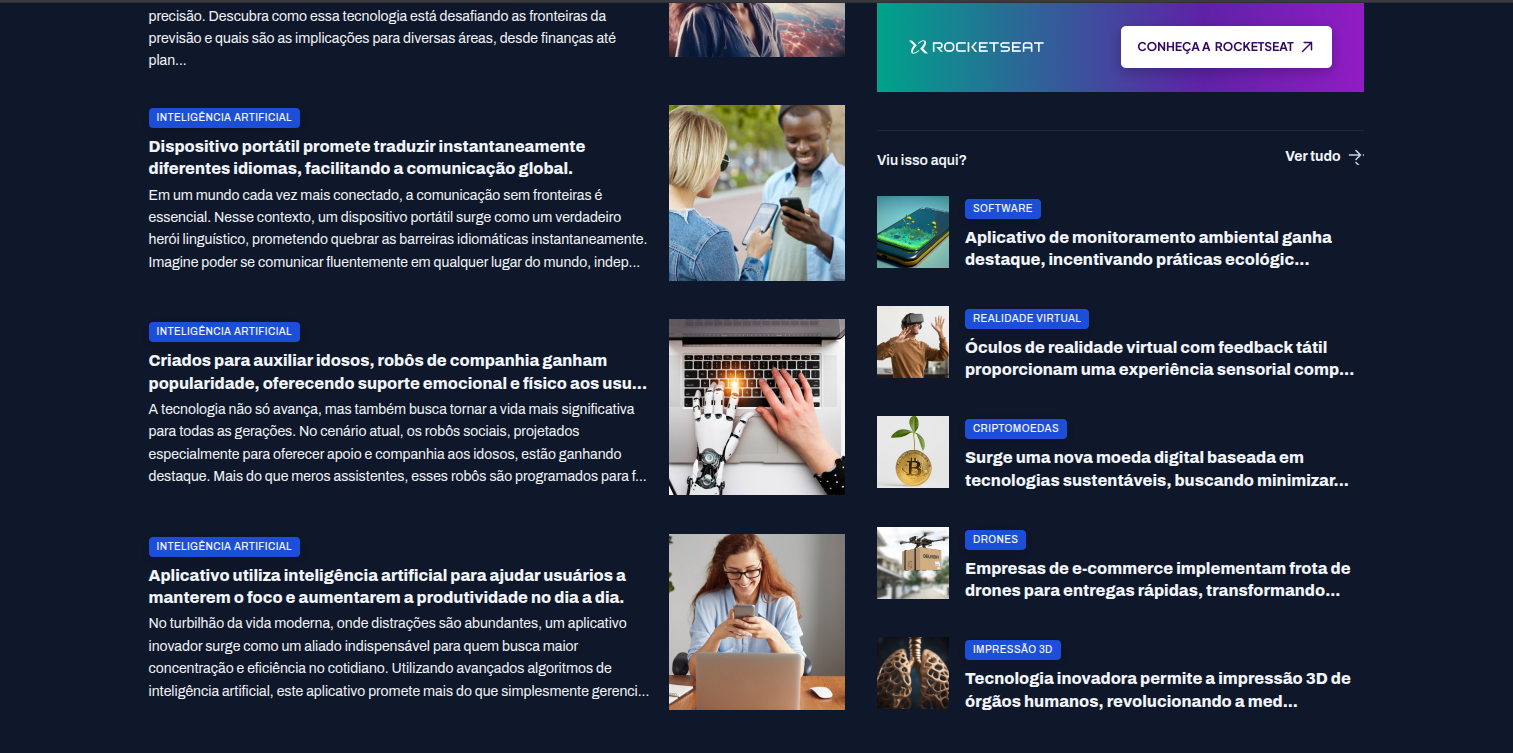 precisão. Descubra como essa tecnologia está desafiando as fronteiras da
previsão e quais são as implicações para diversas áreas, desde finanças até
plan...
INTELIGÊNCIA ARTIFICIAL
Dispositivo portátil promete traduzir instantaneamente
diferentes idiomas, facilitando a comunicação global.
Em um mundo cada vez mais conectado, a comunicação sem fronteiras é
essencial. Nesse contexto, um dispositivo portátil surge como um verdadeiro
herói linguístico, prometendo quebrar as barreiras idiomáticas instantaneamente.
Imagine poder se comunicar fluentemente em qualquer lugar do mundo, indep...
INTELIGÊNCIA ARTIFICIAL
Criados para auxiliar idosos, robôs de companhia ganham
popularidade, oferecendo suporte emocional e físico aos usu...
A tecnologia não só avança, mas também busca tornar a vida mais significativa
para todas as gerações. No cenário atual, os robôs sociais, projetados
especialmente para oferecer apoio e companhia aos idosos, estão ganhando
destaque. Mais do que meros assistentes, esses robôs são programados para f...
INTELIGÊNCIA ARTIFICIAL
Aplicativo utiliza inteligência artificial para ajudar usuários a
manterem o foco e aumentarem a produtividade no dia a dia.
No turbilhão da vida moderna, onde distrações são abundantes, um aplicativo
inovador surge como um aliado indispensável para quem busca maior
concentração e eficiência no cotidiano. Utilizando avançados algoritmos de
inteligência artificial, este aplicativo promete mais do que simplesmente gerenci...
ROCKETSEAT
CONHEÇA A ROCKETSEAT
Viu isso aqui?
Ver tudo
SOFTWARE
Aplicativo de monitoramento ambiental ganha
destaque, incentivando práticas ecológic...
REALIDADE VIRTUAL
Óculos de realidade virtual com feedback tátil
proporcionam uma experiência sensorial comp...
CRIPTOMOEDAS
Surge uma nova moeda digital baseada em
tecnologias sustentáveis, buscando minimizar...
DRONES
Empresas de e-commerce implementam frota de
drones para entregas rápidas, transformando...
DELIVERY
IMPRESSÃO 3D
Tecnologia inovadora permite a impressão 3D de
órgãos humanos, revolucionando a med...